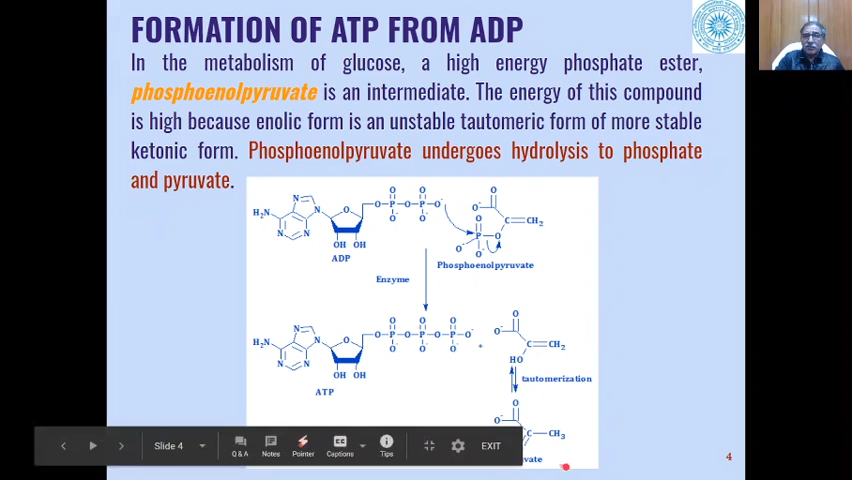 FORMATION OF ATP FROM ADP
In the metabolism of glucose, a high energy phosphate ester,
phosphoenolpyruvate is an intermediate. The energy of this compound
is high because enolic form is an unstable tautomeric form of more stable
ketonic form. Phosphoenolpyruvate undergoes hydrolysis to phosphate
and pyruvate.
H₂N
N
N
N
N
O
OH OH
O-P-O-P-O⁻
O O
O⁻ O⁻
ADP
O
O⁻
C=CH₂
O
P-O
O⁻
O⁻
Phosphoenolpyruvate
Enzyme
H₂N
N
N
N
N
O
OH OH
O O O
O-P-O-P-O-P-O⁻
O⁻ O⁻ O⁻
ATP
+
O
O⁻
C=CH₂
HO
tautomerization
O
O⁻
C-CH₃
vate
Slide 4
Q & A
Notes
Pointer
Captions
Tips
EXIT
4